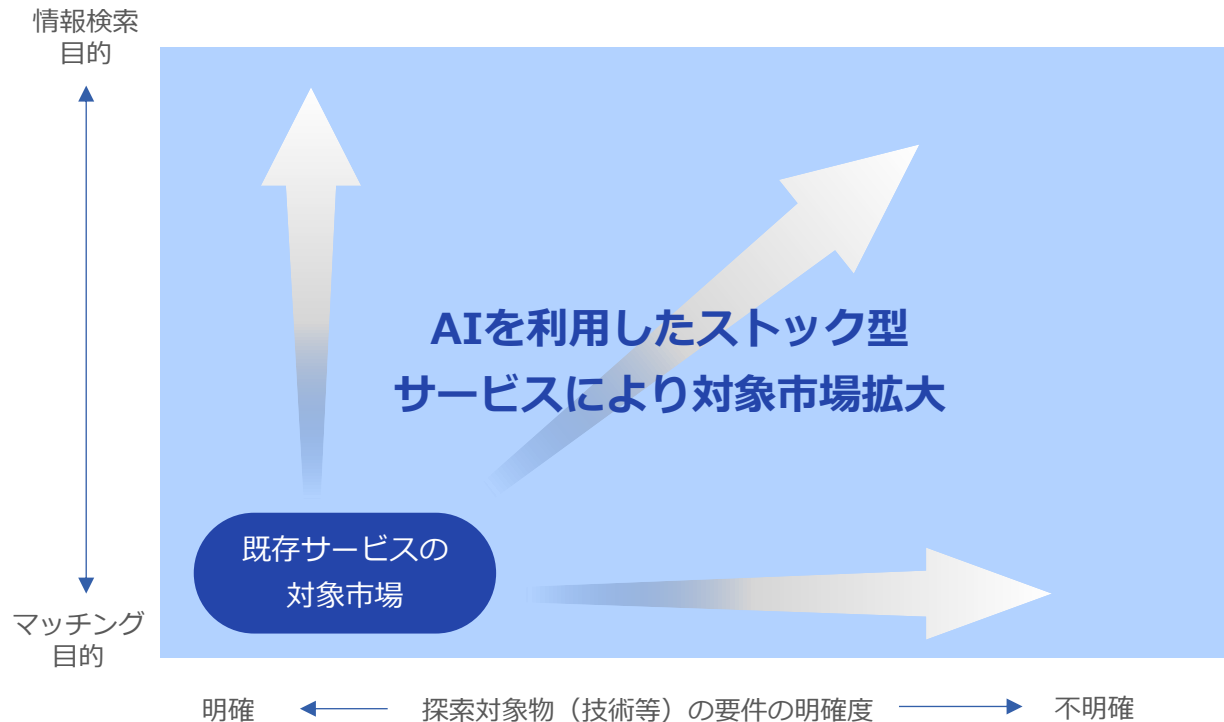 情報検索
目的
AIを利用したストック型
サービスにより対象市場拡大
既存サービスの
対象市場
マッチング
目的
明確
探索対象物（技術等）の要件の明確度
不明確